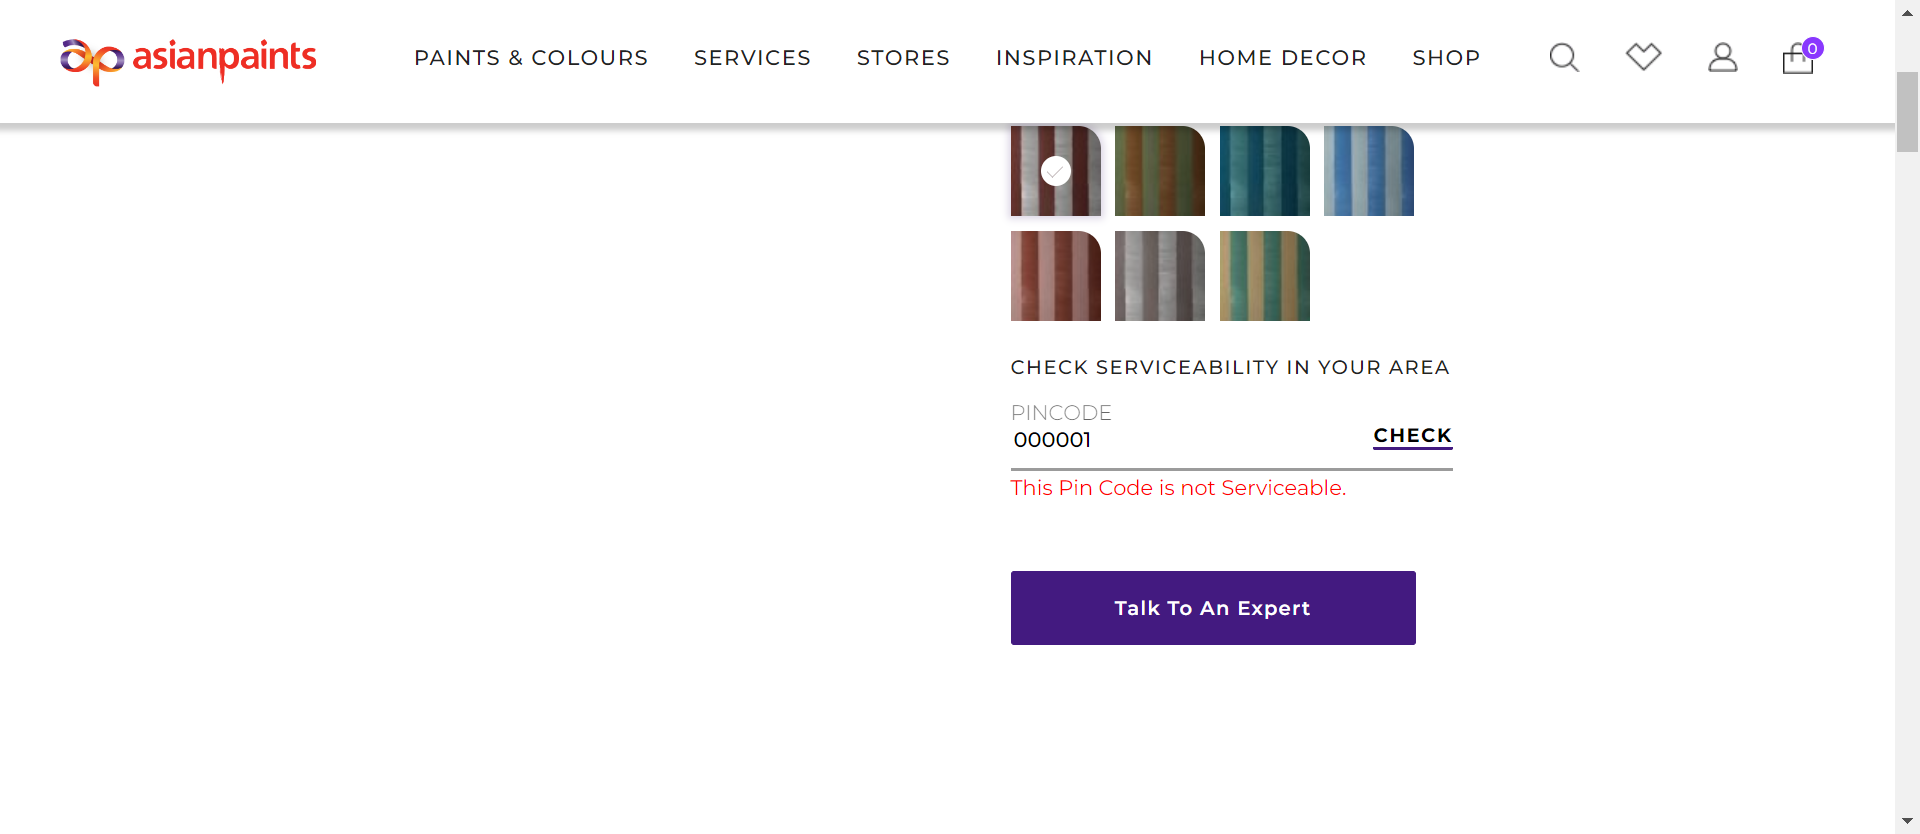 asianpaints
PAINTS & COLOURS SERVICES STORES INSPIRATION HOME DECOR SHOP
0
CHECK SERVICEABILITY IN YOUR AREA
PINCODE
000001
CHECK
This Pin Code is not Serviceable.
Talk To An Expert